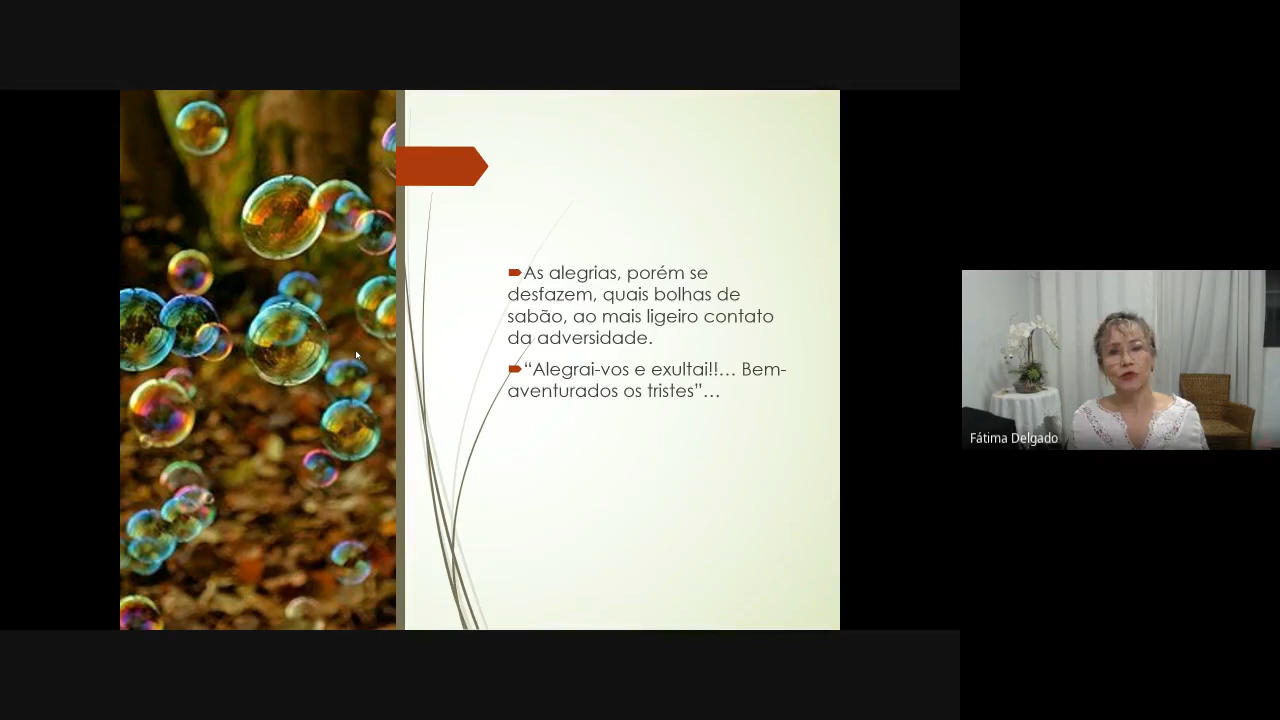 As alegrias, porém se
desfazem, quais bolhas de
sabão, ao mais ligeiro contato
da adversidade.
“Alegrai-vos e exultai!!… Bem-
aventurados os tristes”…
Fátima Delgado